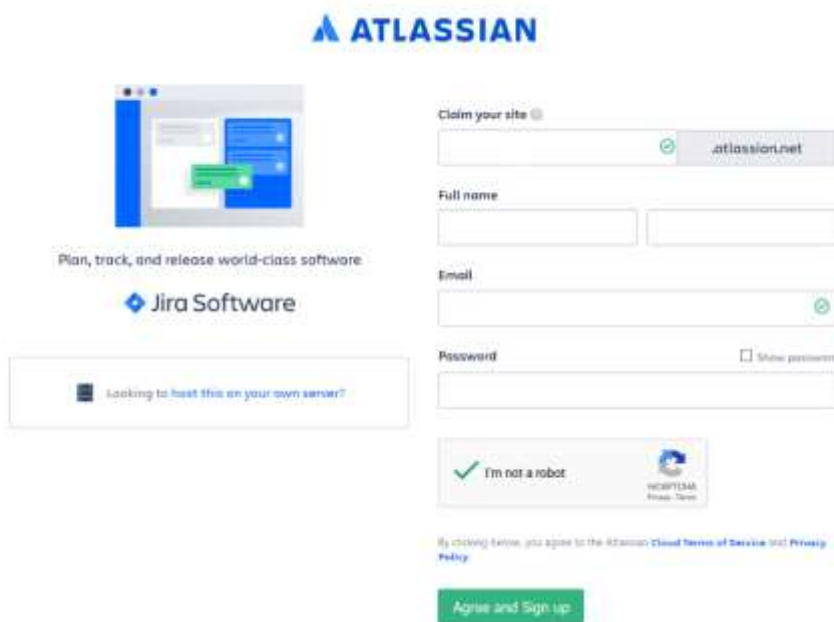 ATLASSIAN
Plan, track, and release world-class software
Jira Software
Looking to host this on your own server?
Claim your site
.atlassian.net
Full name
Email
Password
Show password
I'm not a robot
reCAPTCHA
Privacy - Terms
By clicking below, you agree to the Atlassian Cloud Terms of Service and Privacy
Policy.
Agree and Sign up